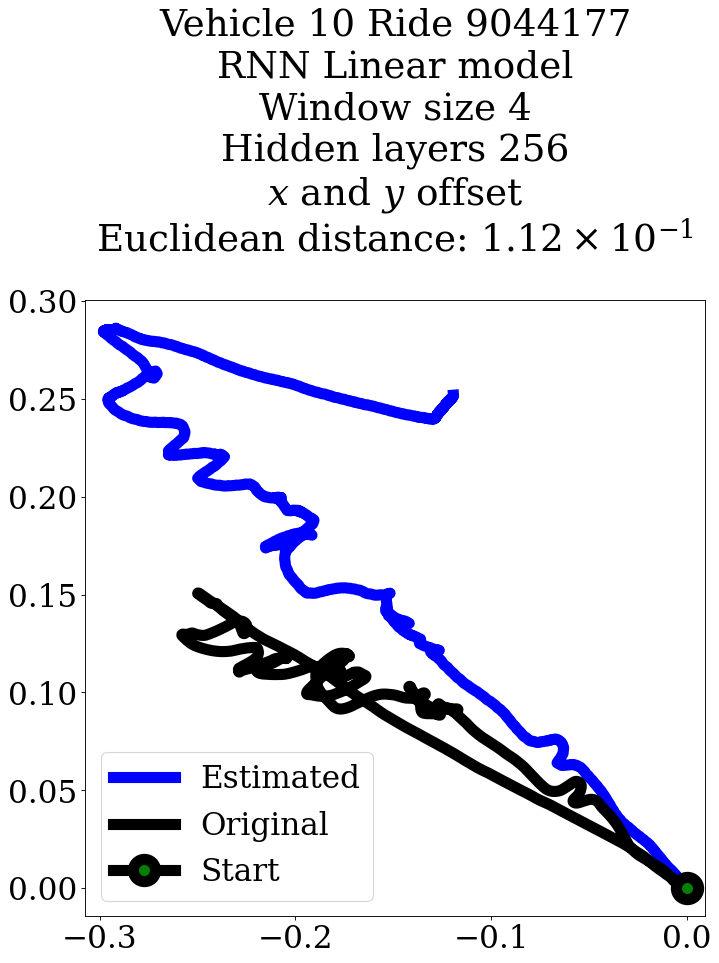 Vehicle 10 Ride 9044177
RNN Linear model
Window size 4
Hidden layers 256
x and y offset
Euclidean distance: 1.12 × 10⁻¹
0.30
0.25
0.20
0.15
0.10
0.05
0.00
Estimated
Original
Start
−0.3 −0.2 −0.1 0.0